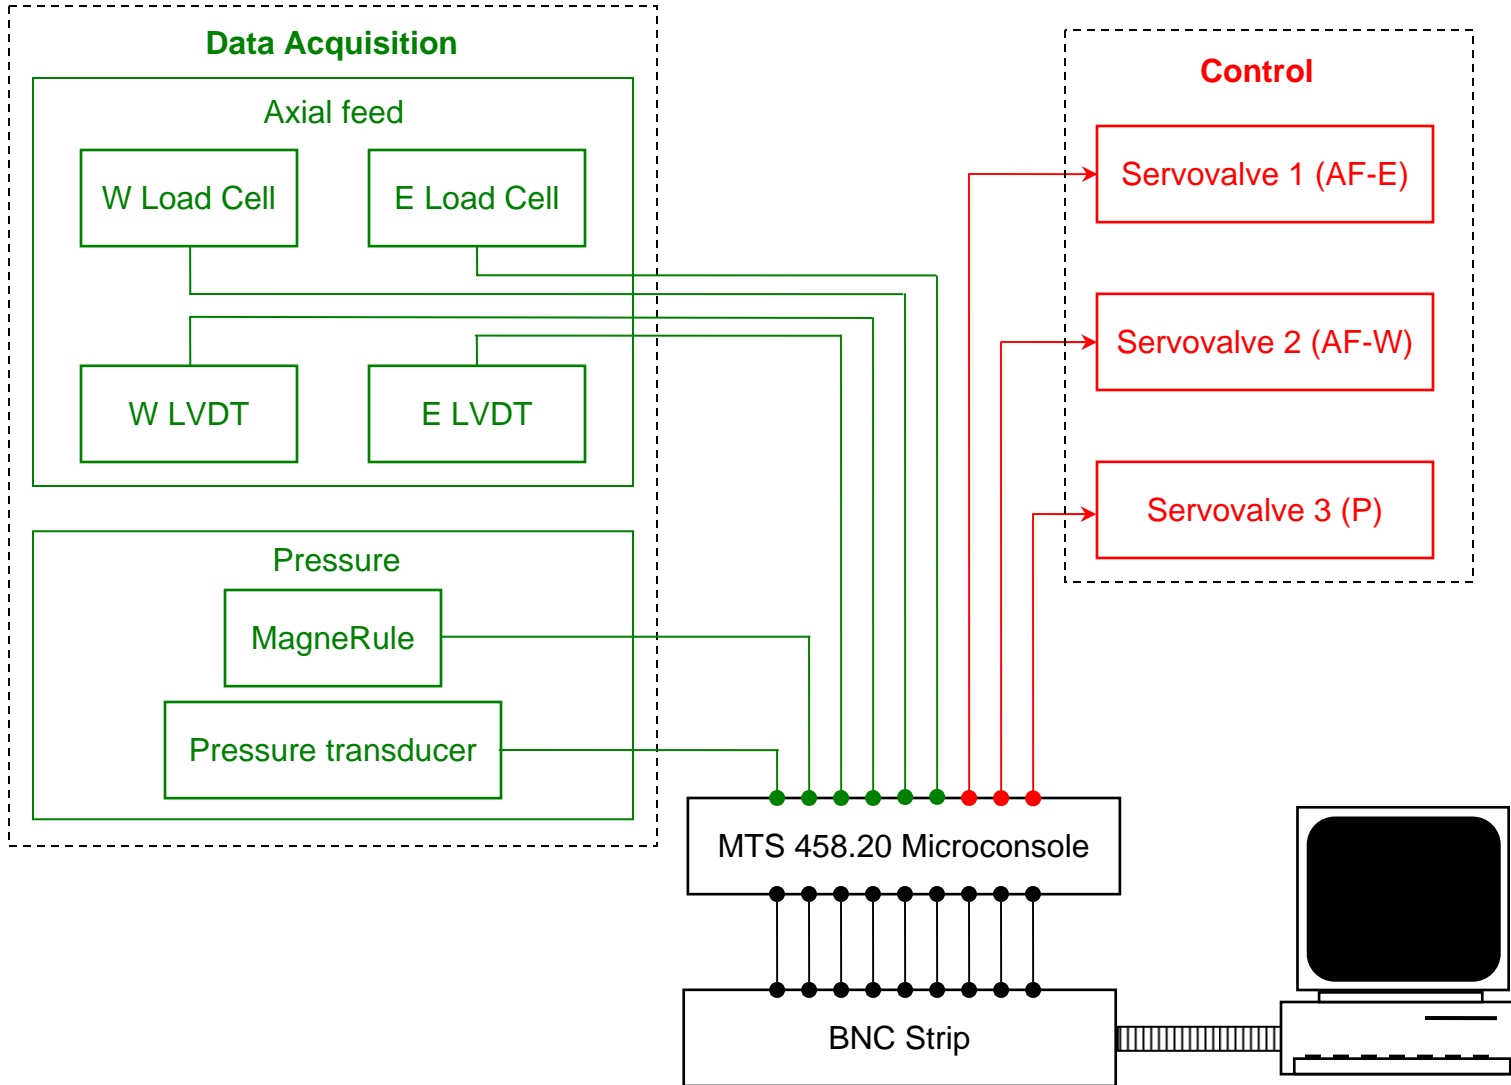 Data Acquisition
Axial feed
W Load Cell
E Load Cell
W LVDT
E LVDT
Pressure
MagneRule
Pressure transducer
Control
Servovalve 1 (AF-E)
Servovalve 2 (AF-W)
Servovalve 3 (P)
MTS 458.20 Microconsole
BNC Strip